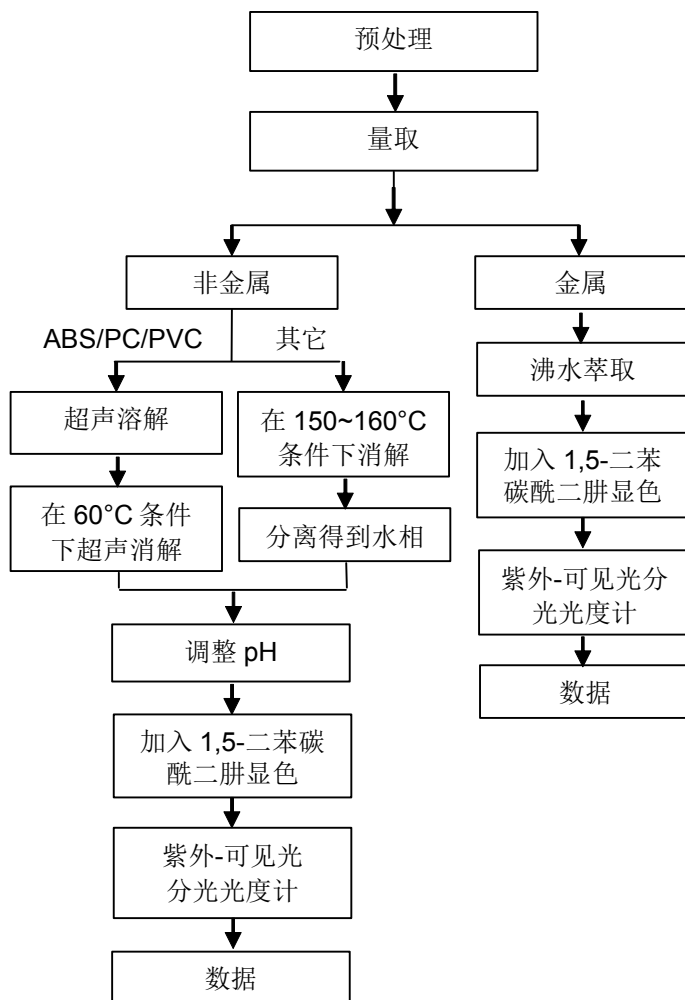 预处理
量取
非金属
金属
ABS/PC/PVC
其它
沸水萃取
超声溶解
在 150~160°C
条件下消解
加入 1,5-二苯
碳酰二肼显色
在 60°C 条件
下超声消解
分离得到水相
紫外-可见光分
光光度计
调整 pH
数据
加入 1,5-二苯碳
酰二肼显色
紫外-可见光
分光光度计
数据